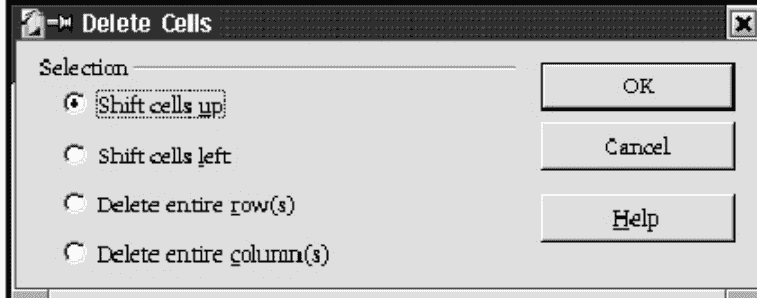 Delete Cells
Selection
Shift cells up
Shift cells left
Delete entire row(s)
Delete entire column(s)
OK
Cancel
Help